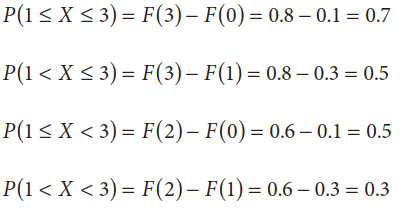 P(1 ≤ X ≤ 3) = F(3) – F(0) = 0.8 – 0.1 = 0.7
P(1 < X ≤ 3) = F(3) – F(1) = 0.8 – 0.3 = 0.5
P(1 ≤ X < 3) = F(2) – F(0) = 0.6 – 0.1 = 0.5
P(1 < X < 3) = F(2) – F(1) = 0.6 – 0.3 = 0.3